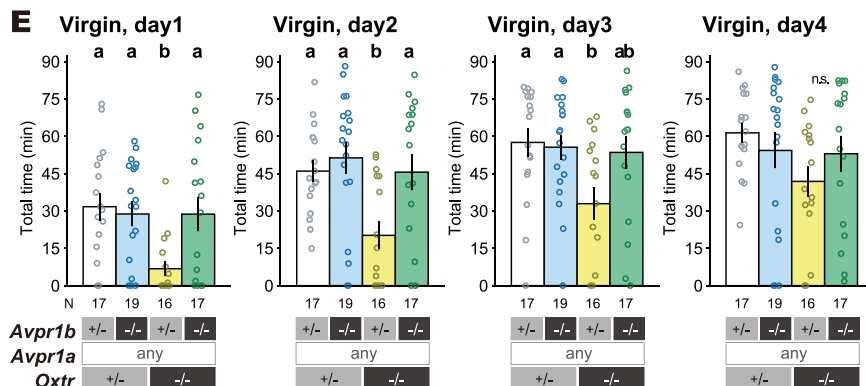 E
Virgin, day1 Virgin, day2 Virgin, day3 Virgin, day4
a a b a a a b a a a b ab n.s.
Total time (min) Total time (min) Total time (min) Total time (min)
90 90 90 90
75 75 75 75
60 60 60 60
45 45 45 45
30 30 30 30
15 15 15 15
0 0 0 0
N 17 19 16 17 17 19 16 17 17 19 16 17 17 19 16 17
Avpr1b +/- -/- +/- -/- +/- -/- +/- -/- +/- -/- +/- -/- +/- -/- +/- -/-
Avpr1a any any any any
Oxtr +/- -/- +/- -/- +/- -/- +/- -/-